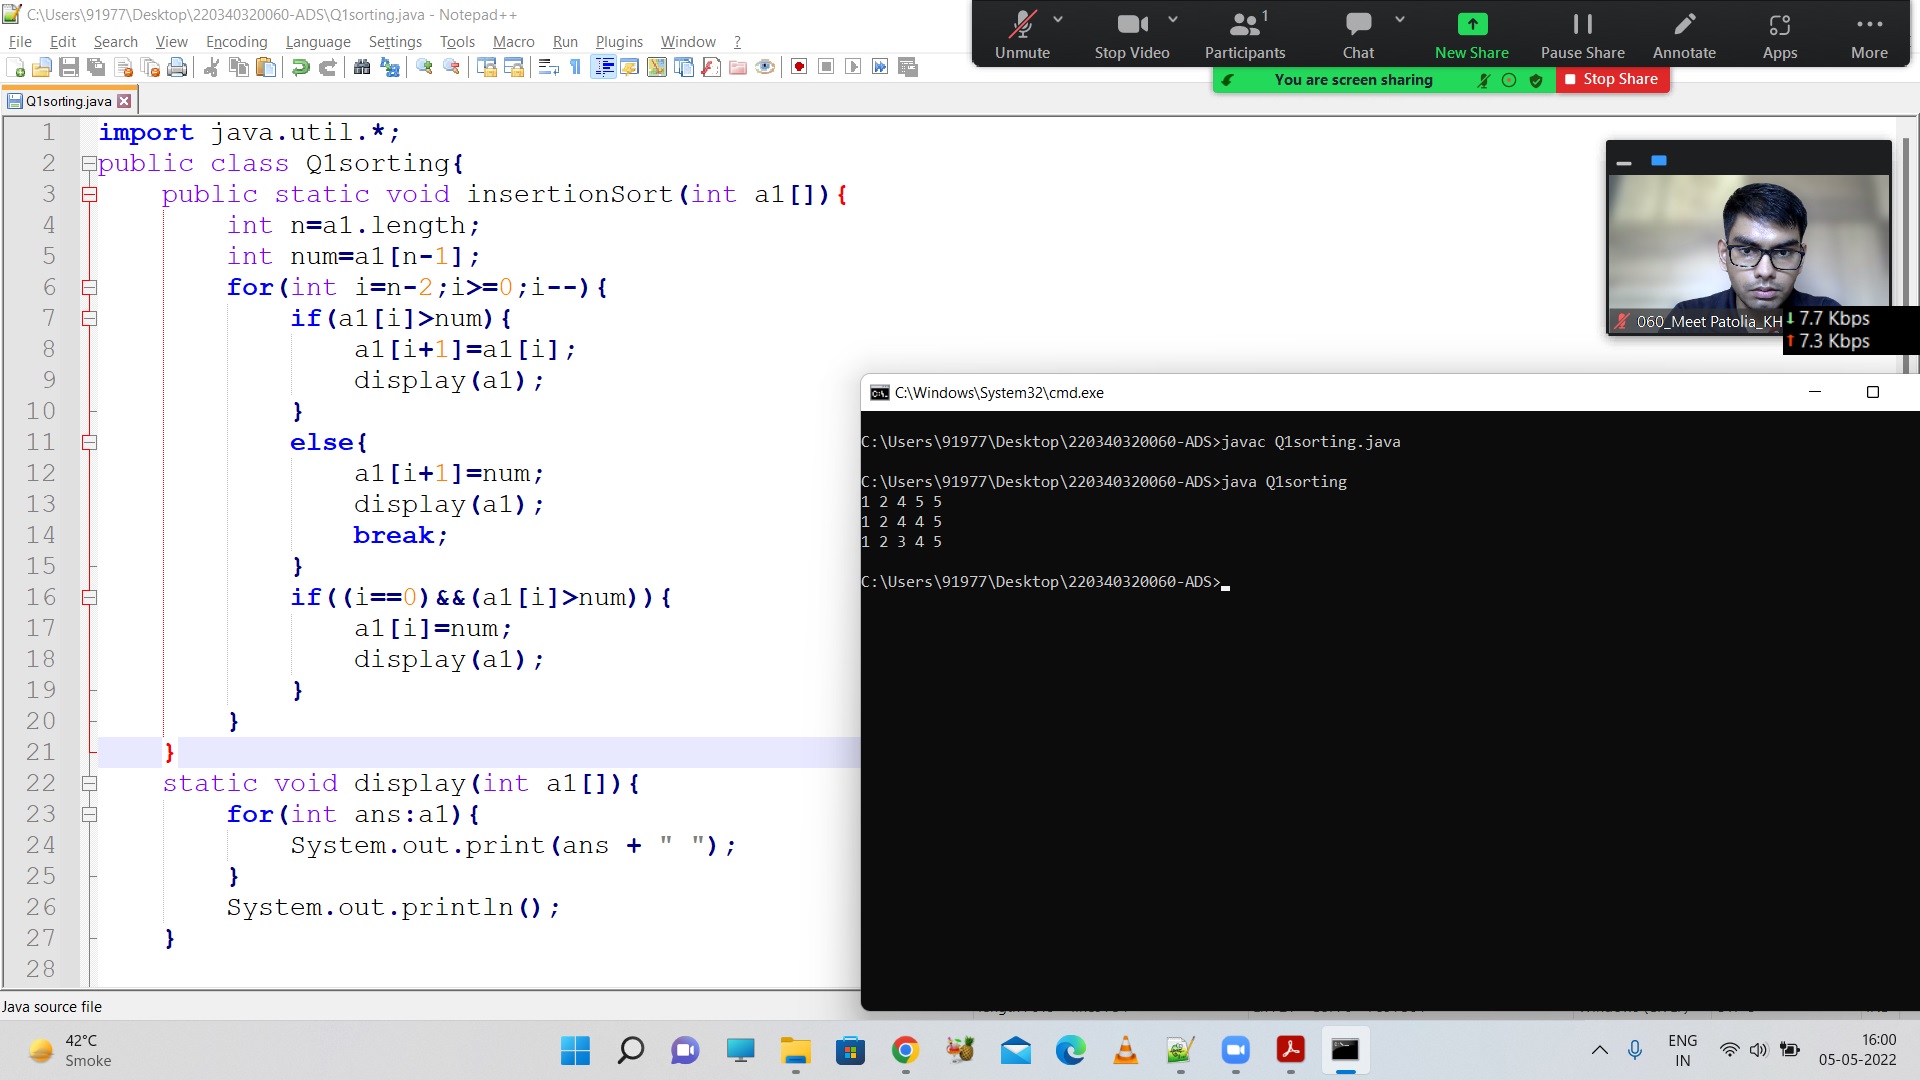 C:\Users\91977\Desktop\220340320060-ADS\Q1sorting.java - Notepad++
File Edit Search View Encoding Language Settings Tools Macro Run Plugins Window ?
Unmute Stop Video Participants 1 Chat New Share Pause Share Annotate Apps More
You are screen sharing Stop Share
Q1sorting.java
1 import java.util.*;
2 public class Q1sorting{
3 public static void insertionSort(int a1[]){
4 int n=a1.length;
5 int num=a1[n-1];
6 for(int i=n-2;i>=0;i--){
7 if(a1[i]>num){
8 a1[i+1]=a1[i];
9 display(a1);
10 }
11 else{
12 a1[i+1]=num;
13 display(a1);
14 break;
15 }
16 if((i==0)&&(a1[i]>num)){
17 a1[i]=num;
18 display(a1);
19 }
20 }
21 }
22 static void display(int a1[]){
23 for(int ans:a1){
24 System.out.print(ans + " ");
25 }
26 System.out.println();
27 }
28
060_Meet Patolia_KH
7.7 Kbps
7.3 Kbps
C:\Windows\System32\cmd.exe
C:\Users\91977\Desktop\220340320060-ADS>javac Q1sorting.java
C:\Users\91977\Desktop\220340320060-ADS>java Q1sorting
1 2 4 5 5
1 2 4 4 5
1 2 3 4 5
C:\Users\91977\Desktop\220340320060-ADS>
Java source file
42°C
Smoke
ENG
IN
16:00
05-05-2022